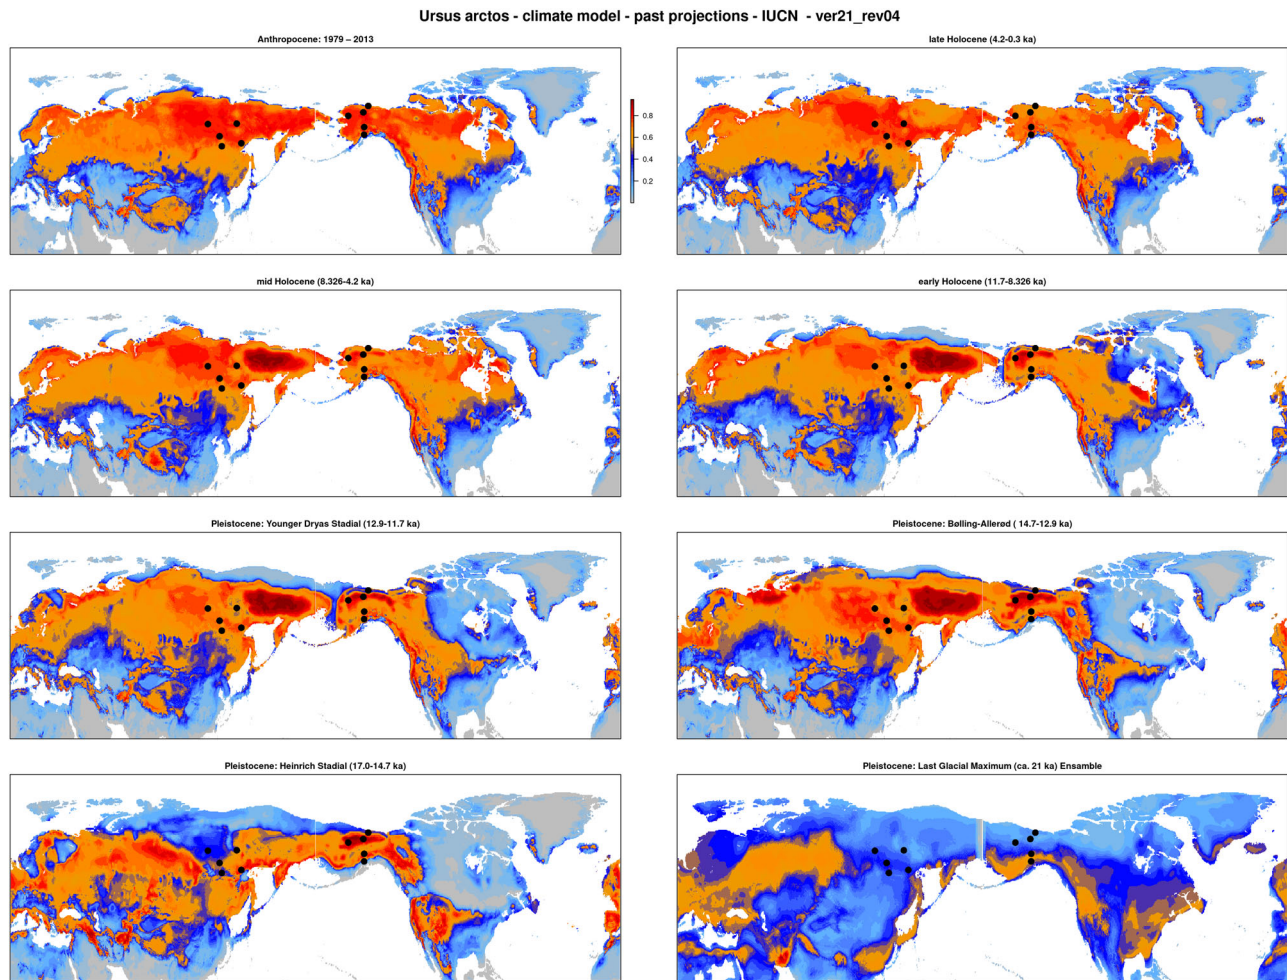 Ursus arctos - climate model - past projections - IUCN - ver21_rev04
Anthropocene: 1979 – 2013
late Holocene (4.2-0.3 ka)
0.8
0.6
0.4
0.2
mid Holocene (8.326-4.2 ka)
early Holocene (11.7-8.326 ka)
Pleistocene: Younger Dryas Stadial (12.9-11.7 ka)
Pleistocene: Bølling-Allerød ( 14.7-12.9 ka)
Pleistocene: Heinrich Stadial (17.0-14.7 ka)
Pleistocene: Last Glacial Maximum (ca. 21 ka) Ensamble